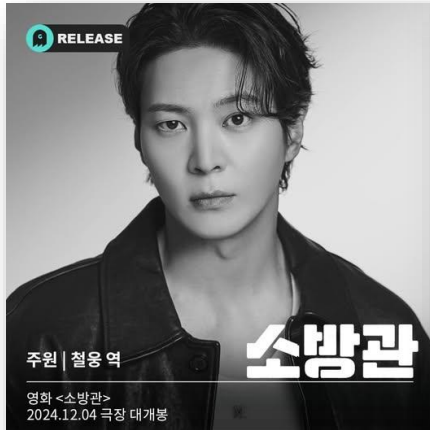 RELEASE
주원 | 철웅 역
소방관
영화 <소방관>
2024.12.04 극장 대개봉